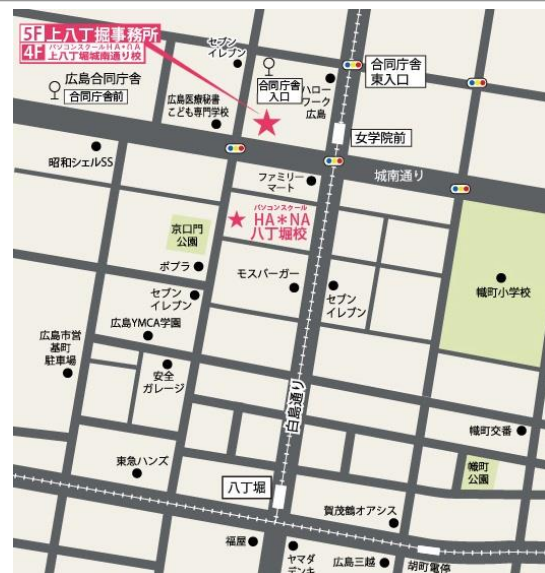 5F 上八丁堀事務所
パソコンスクールHA＊NA
4F 上八丁堀城南通り校
セブン
イレブン
広島合同庁舎
合同庁舎前
合同庁舎
入口
合同庁舎
東入口
ハロー
ワーク
広島
広島医療秘書
こども専門学校
女学院前
昭和シェルSS
城南通り
ファミリー
マート
パソコンスクール
HA＊NA
八丁堀校
京口門
公園
ポプラ
モスバーガー
セブン
イレブン
セブン
イレブン
幟町小学校
広島YMCA学園
広島市営
基町
駐車場
安全
ガレージ
白島通り
幟町交番
東急ハンズ
幟町
公園
八丁堀
賀茂鶴オアシス
福屋
ヤマダ
デンキ
広島三越
胡町電停